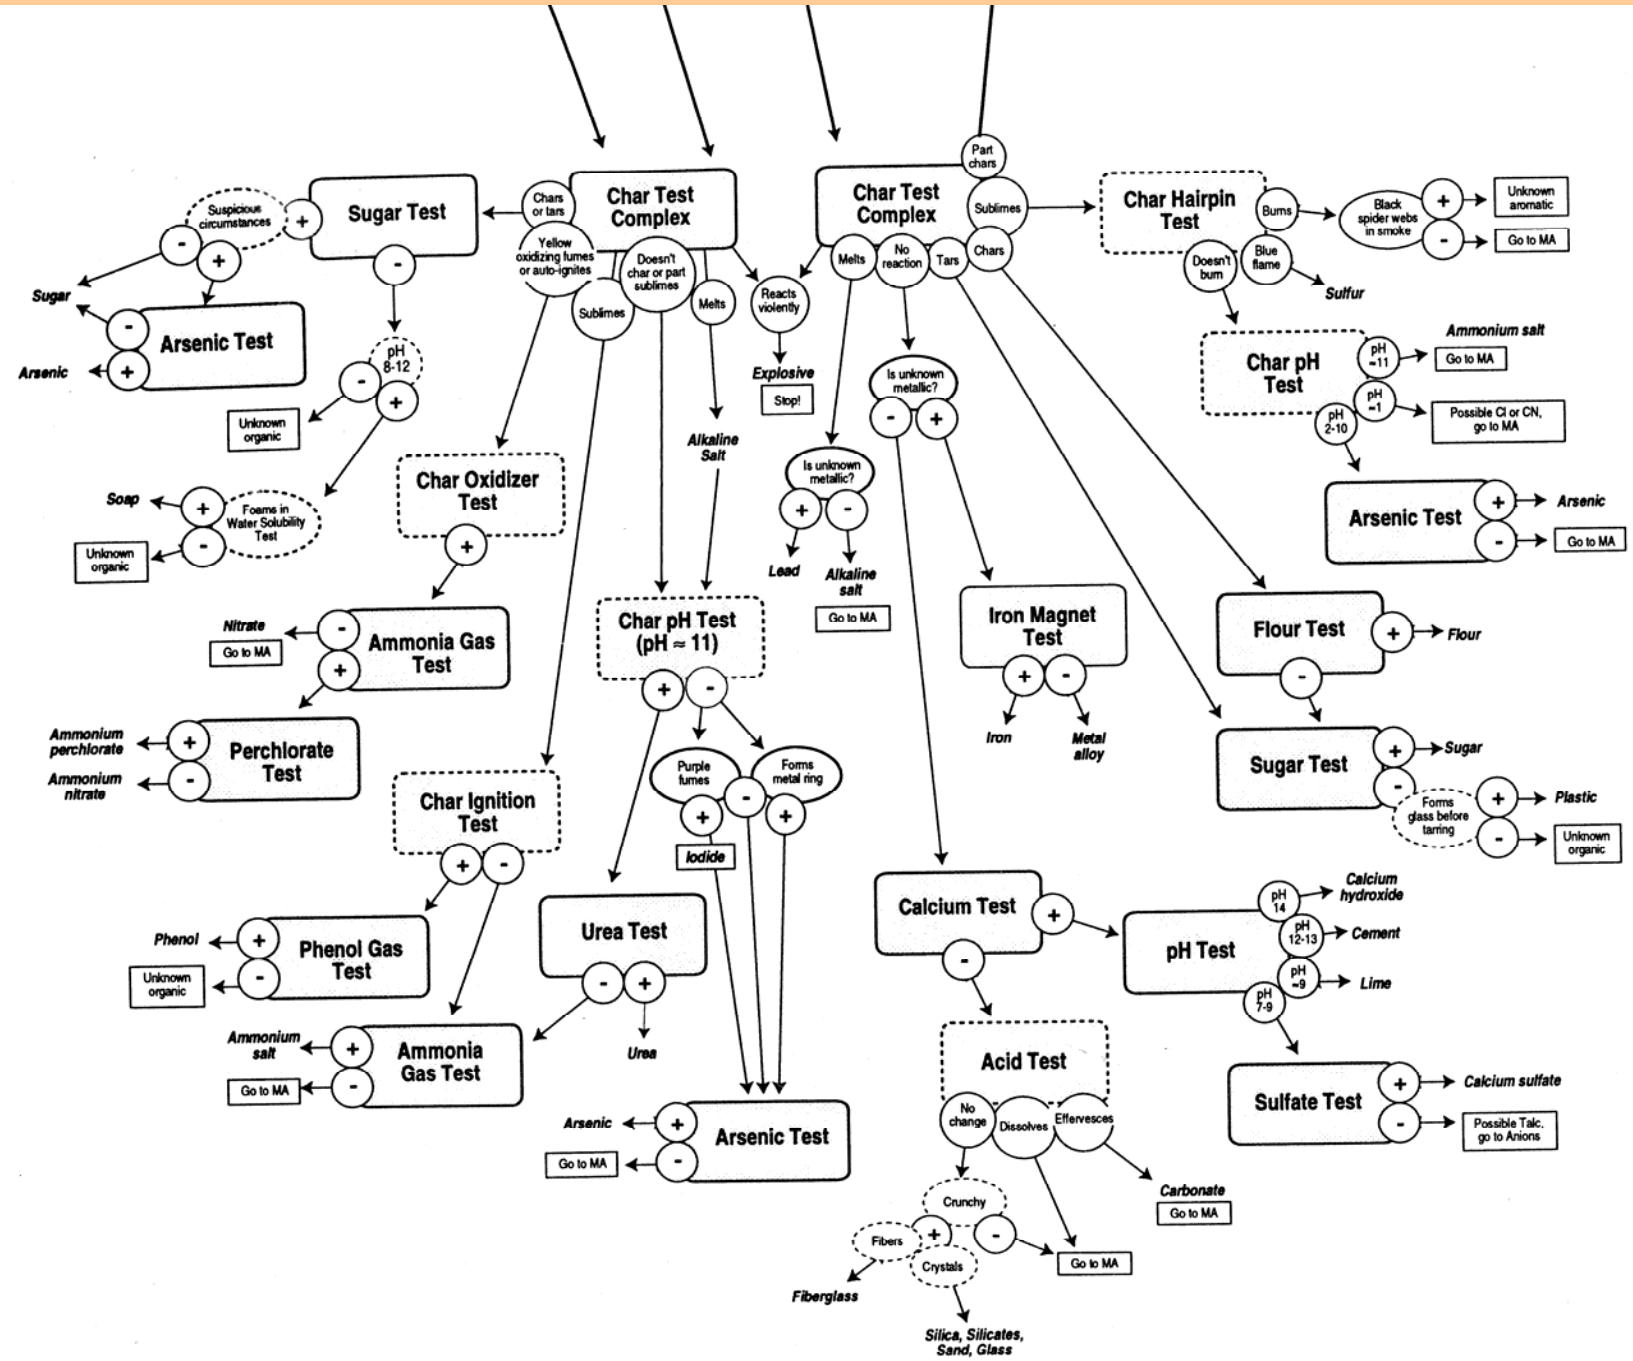 Part
chars
Char Test
Complex
Chars
or tars
Yellow
oxidizing fumes
or auto-ignites
Sublimes
Doesn't
char or part
sublimes
Melts
Reacts
violently
Explosive
Stop!
Sugar Test
+
-
Suspicious
circumstances
-
+
Sugar
Arsenic Test
-
+
Arsenic
pH
8-12
-
+
Unknown
organic
Foams in
Water Solubility
Test
+
-
Soap
Unknown
organic
Char Oxidizer
Test
+
Ammonia Gas
Test
-
+
Nitrate
Go to MA
Perchlorate
Test
+
-
Ammonium
perchlorate
Ammonium
nitrate
Char Ignition
Test
+
-
Phenol Gas
Test
+
-
Phenol
Unknown
organic
Ammonia
Gas Test
+
-
Ammonium
salt
Go to MA
Alkaline
Salt
Char pH Test
(pH ≈ 11)
+
-
Purple
fumes
Forms
metal ring
+
-
+
Iodide
Urea Test
-
+
Urea
Arsenic Test
+
-
Arsenic
Go to MA
Char Test
Complex
Sublimes
Melts
No
reaction
Tars
Chars
Is unknown
metallic?
-
+
Is unknown
metallic?
+
-
Lead
Alkaline
salt
Go to MA
Iron Magnet
Test
+
-
Iron
Metal
alloy
Char Hairpin
Test
Burns
Blue
flame
Doesn't
burn
Black
spider webs
in smoke
+
-
Unknown
aromatic
Go to MA
Sulfur
Char pH
Test
pH
~11
pH
~1
pH
2-10
Ammonium salt
Go to MA
Possible Cl or CN,
go to MA
Arsenic Test
+
-
Arsenic
Go to MA
Flour Test
+
-
Flour
Sugar Test
+
-
Sugar
Forms
glass before
tarring
+
-
Plastic
Unknown
organic
Calcium Test
+
-
pH Test
pH
14
pH
12-13
pH
~9
pH
7-9
Calcium
hydroxide
Cement
Lime
Sulfate Test
+
-
Calcium sulfate
Possible Talc,
go to Anions
Acid Test
No
change
Dissolves
Effervesces
Carbonate
Go to MA
Crunchy
+
-
Go to MA
Fibers
Crystals
Fiberglass
Silica, Silicates,
Sand, Glass